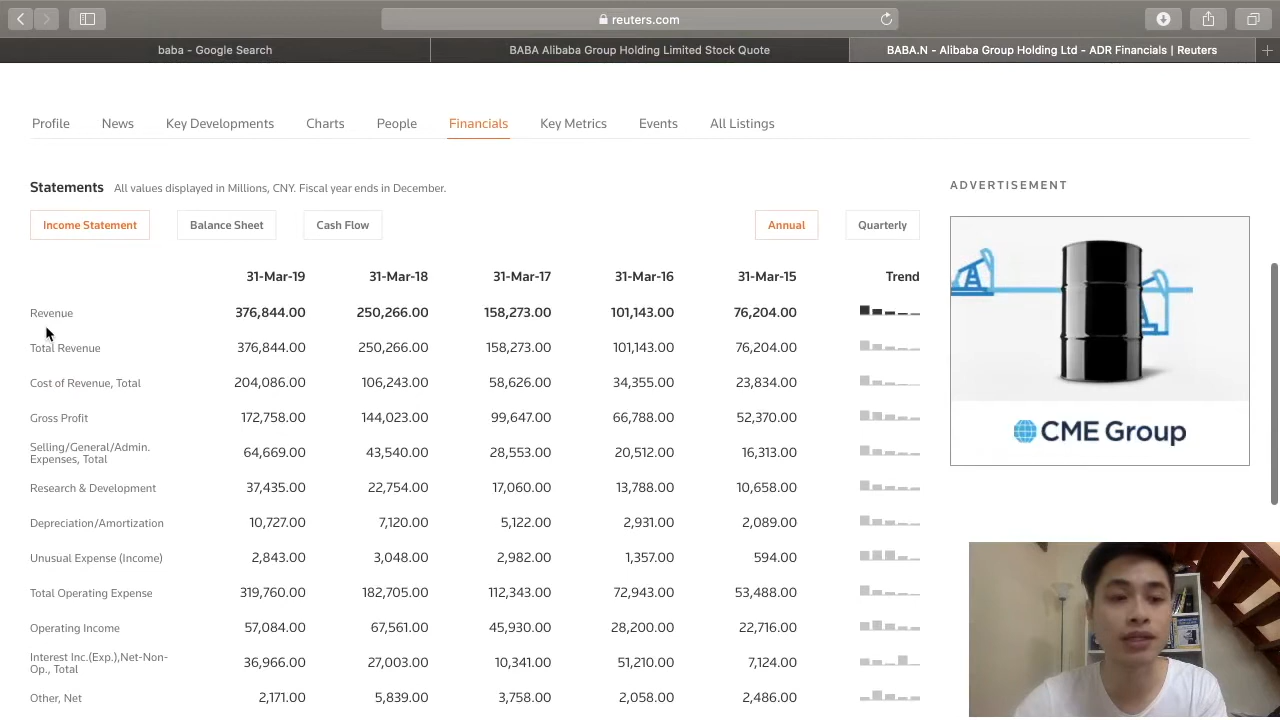 reuters.com
baba - Google Search
BABA Alibaba Group Holding Limited Stock Quote
BABA.N - Alibaba Group Holding Ltd - ADR Financials | Reuters
Profile News Key Developments Charts People Financials Key Metrics Events All Listings
Statements All values displayed in Millions, CNY. Fiscal year ends in December.
ADVERTISEMENT
Income Statement Balance Sheet Cash Flow Annual Quarterly
31-Mar-19 31-Mar-18 31-Mar-17 31-Mar-16 31-Mar-15 Trend
Revenue 376,844.00 250,266.00 158,273.00 101,143.00 76,204.00
Total Revenue 376,844.00 250,266.00 158,273.00 101,143.00 76,204.00
Cost of Revenue, Total 204,086.00 106,243.00 58,626.00 34,355.00 23,834.00
Gross Profit 172,758.00 144,023.00 99,647.00 66,788.00 52,370.00
CME Group
Selling/General/Admin.
Expenses, Total 64,669.00 43,540.00 28,553.00 20,512.00 16,313.00
Research & Development 37,435.00 22,754.00 17,060.00 13,788.00 10,658.00
Depreciation/Amortization 10,727.00 7,120.00 5,122.00 2,931.00 2,089.00
Unusual Expense (Income) 2,843.00 3,048.00 2,982.00 1,357.00 594.00
Total Operating Expense 319,760.00 182,705.00 112,343.00 72,943.00 53,488.00
Operating Income 57,084.00 67,561.00 45,930.00 28,200.00 22,716.00
Interest Inc.(Exp.),Net-Non-
Op., Total 36,966.00 27,003.00 10,341.00 51,210.00 7,124.00
Other, Net 2,171.00 5,839.00 3,758.00 2,058.00 2,486.00